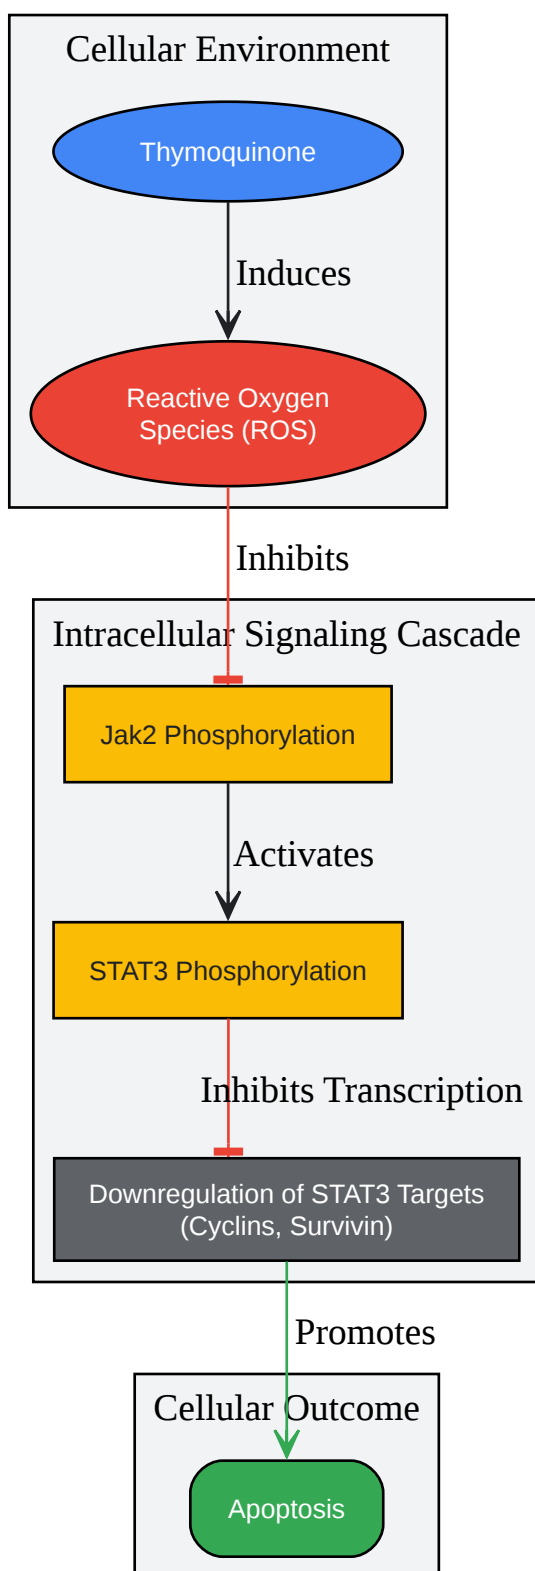 Cellular Environment
Thymoquinone
Induces
Reactive Oxygen
Species (ROS)
Inhibits
Intracellular Signaling Cascade
Jak2 Phosphorylation
Activates
STAT3 Phosphorylation
Inhibits Transcription
Downregulation of STAT3 Targets
(Cyclins, Survivin)
Promotes
Cellular Outcome
Apoptosis